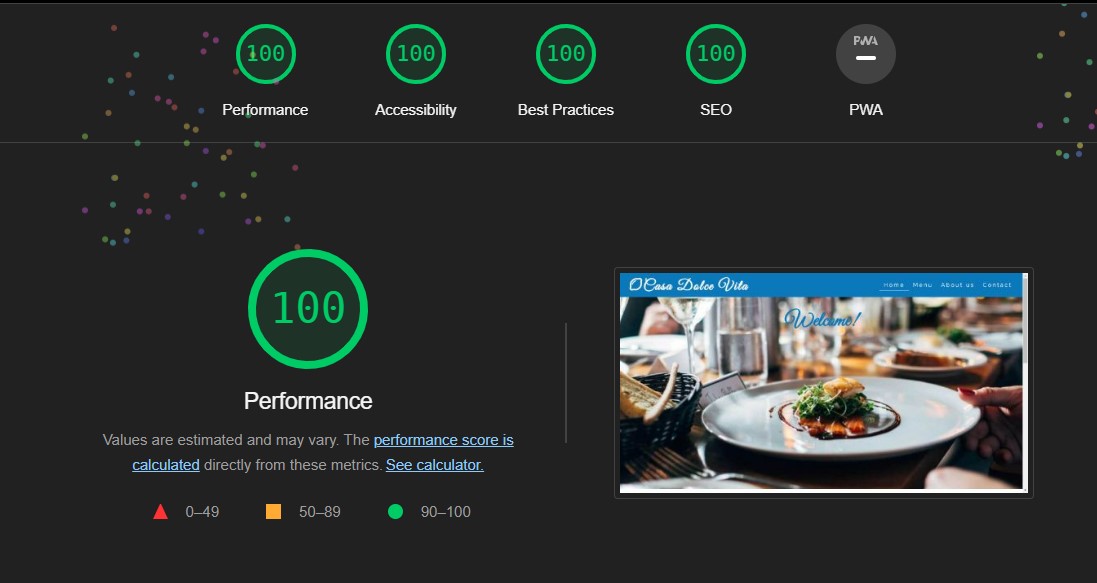 100 100 100 100 PWA
Performance Accessibility Best Practices SEO PWA
100
Performance
Values are estimated and may vary. The performance score is
calculated directly from these metrics. See calculator.
0–49 50–89 90–100
O'Casa Dolce Vita Home Menu About us Contact
Welcome!